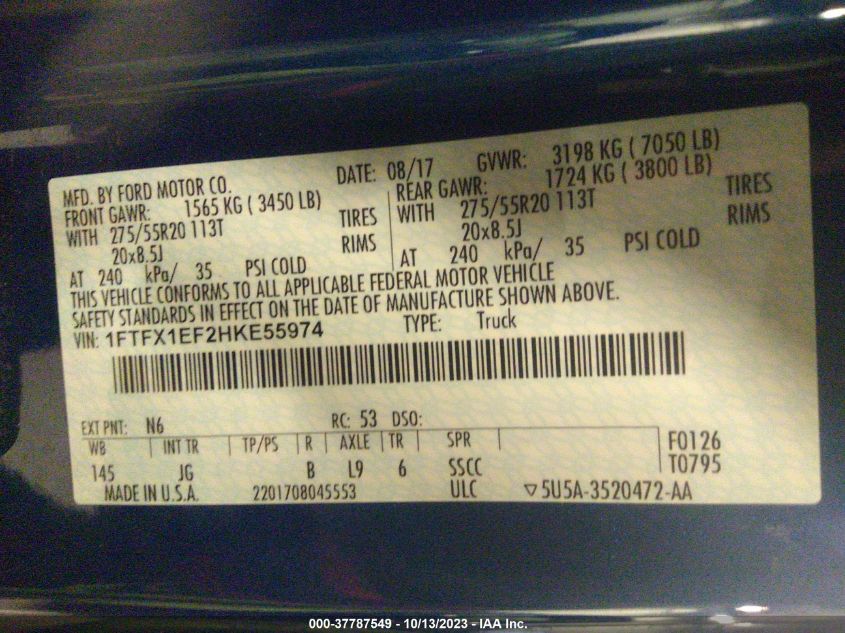 MFD. BY FORD MOTOR CO. DATE: 08/17 GVWR: 3198 KG ( 7050 LB)
FRONT GAWR: 1565 KG ( 3450 LB) REAR GAWR: 1724 KG ( 3800 LB)
WITH 275/55R20 113T TIRES WITH 275/55R20 113T TIRES
20x8.5J RIMS 20x8.5J RIMS
AT 240 kPa/ 35 PSI COLD AT 240 kPa/ 35 PSI COLD
THIS VEHICLE CONFORMS TO ALL APPLICABLE FEDERAL MOTOR VEHICLE
SAFETY STANDARDS IN EFFECT ON THE DATE OF MANUFACTURE SHOWN ABOVE.
VIN: 1FTFX1EF2HKE55974 TYPE: Truck
EXT PNT: N6 RC: 53 DSO:
WB INT TR TP/PS R AXLE TR SPR F0126
145 JG B L9 6 SSCC T0795
MADE IN U.S.A. 2201708045553 ULC ▽5U5A-3520472-AA
000-37787549 - 10/13/2023 - IAA Inc.